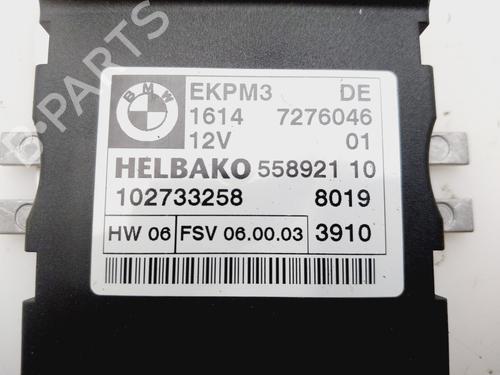 B-PARTS
BMW
EKPM3 DE
1614 7276046
12V 01
HELBAKO 558921 10
102733258 8019
HW 06 FSV 06.00.03 3910